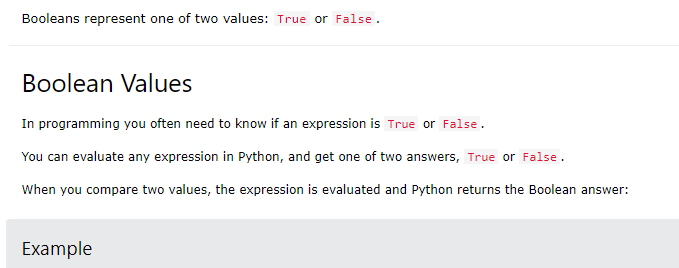 Booleans represent one of two values: True or False.
Boolean Values
In programming you often need to know if an expression is True or False.
You can evaluate any expression in Python, and get one of two answers, True or False.
When you compare two values, the expression is evaluated and Python returns the Boolean answer:
Example